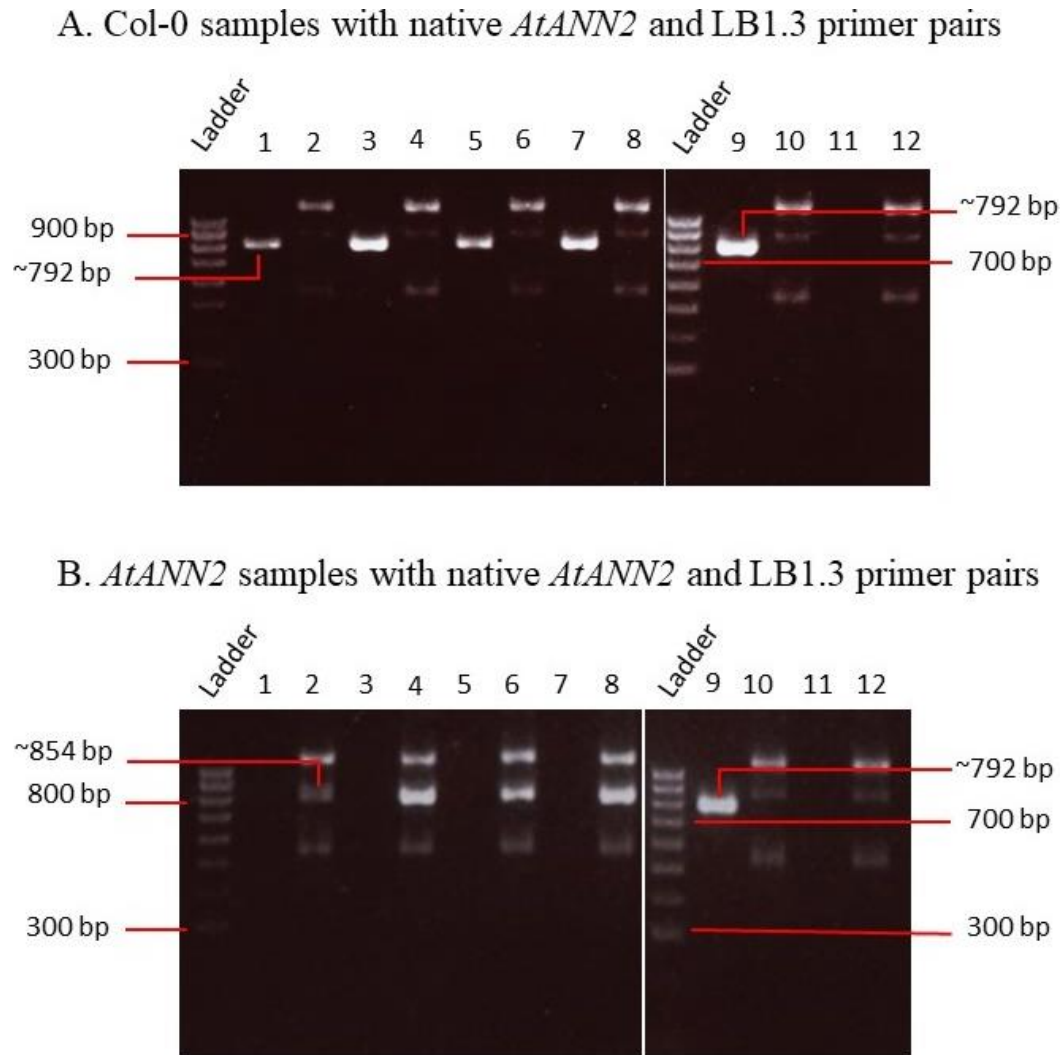 A. Col-0 samples with native AtANN2 and LB1.3 primer pairs
Ladder 1 2 3 4 5 6 7 8 Ladder 9 10 11 12
900 bp
~792 bp
300 bp
~792 bp
700 bp
B. AtANN2 samples with native AtANN2 and LB1.3 primer pairs
Ladder 1 2 3 4 5 6 7 8 Ladder 9 10 11 12
~854 bp
800 bp
300 bp
~792 bp
700 bp
300 bp